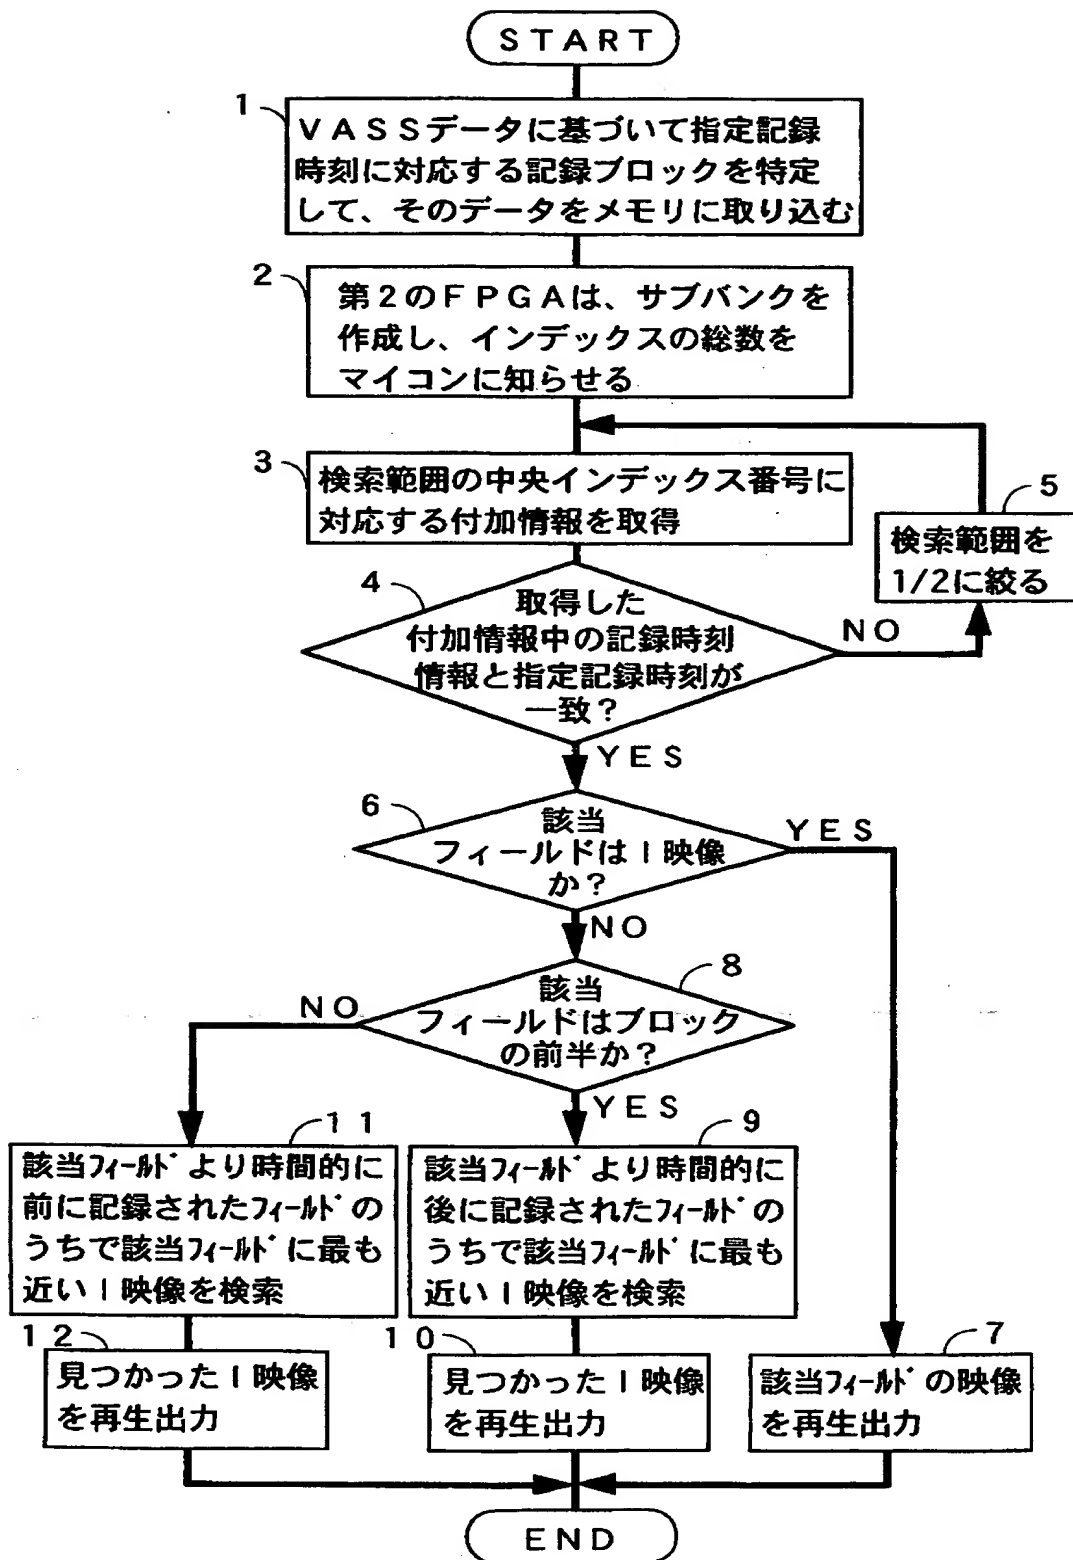 START
1
VASSデータに基づいて指定記録
時刻に対応する記録ブロックを特定
して、そのデータをメモリに取り込む
2
第2のFPGAは、サブバンクを
作成し、インデックスの総数を
マイコンに知らせる
3
検索範囲の中央インデックス番号に
対応する付加情報を取得
5
検索範囲を
1/2に絞る
4
取得した
付加情報中の記録時刻
情報と指定記録時刻が
一致?
NO
YES
6
該当
フィールドはI映像
か?
YES
NO
8
該当
フィールドはブロック
の前半か?
NO
YES
11
該当フィールドより時間的に
前に記録されたフィールドの
うちで該当フィールドに最も
近いI映像を検索
9
該当フィールドより時間的に
後に記録されたフィールドの
うちで該当フィールドに最も
近いI映像を検索
12
見つかったI映像
を再生出力
10
見つかったI映像
を再生出力
7
該当フィールドの映像
を再生出力
END